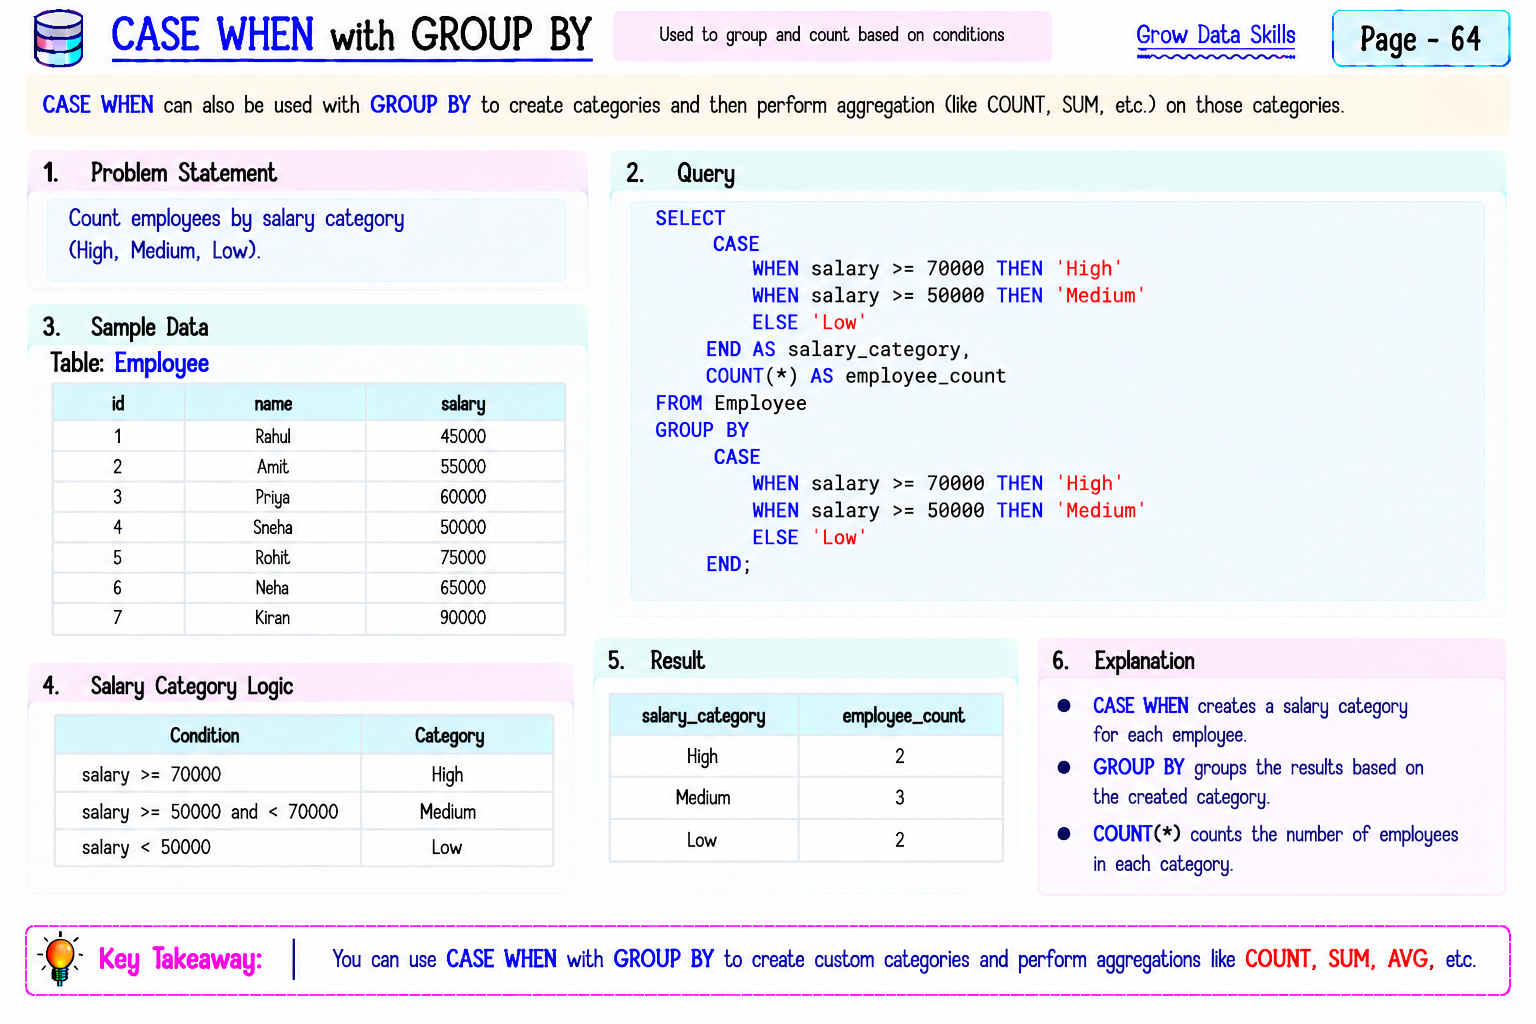 CASE WHEN with GROUP BY
Used to group and count based on conditions
Grow Data Skills
Page - 64
CASE WHEN can also be used with GROUP BY to create categories and then perform aggregation (like COUNT, SUM, etc.) on those categories.
1. Problem Statement
Count employees by salary category
(High, Medium, Low).
2. Query
SELECT
CASE
WHEN salary >= 70000 THEN 'High'
WHEN salary >= 50000 THEN 'Medium'
ELSE 'Low'
END AS salary_category,
COUNT(*) AS employee_count
FROM Employee
GROUP BY
CASE
WHEN salary >= 70000 THEN 'High'
WHEN salary >= 50000 THEN 'Medium'
ELSE 'Low'
END;
3. Sample Data
Table: Employee
id name salary
1 Rahul 45000
2 Amit 55000
3 Priya 60000
4 Sneha 50000
5 Rohit 75000
6 Neha 65000
7 Kiran 90000
4. Salary Category Logic
Condition Category
salary >= 70000 High
salary >= 50000 and < 70000 Medium
salary < 50000 Low
5. Result
salary_category employee_count
High 2
Medium 3
Low 2
6. Explanation
● CASE WHEN creates a salary category
for each employee.
● GROUP BY groups the results based on
the created category.
● COUNT(*) counts the number of employees
in each category.
Key Takeaway:
You can use CASE WHEN with GROUP BY to create custom categories and perform aggregations like COUNT, SUM, AVG, etc.